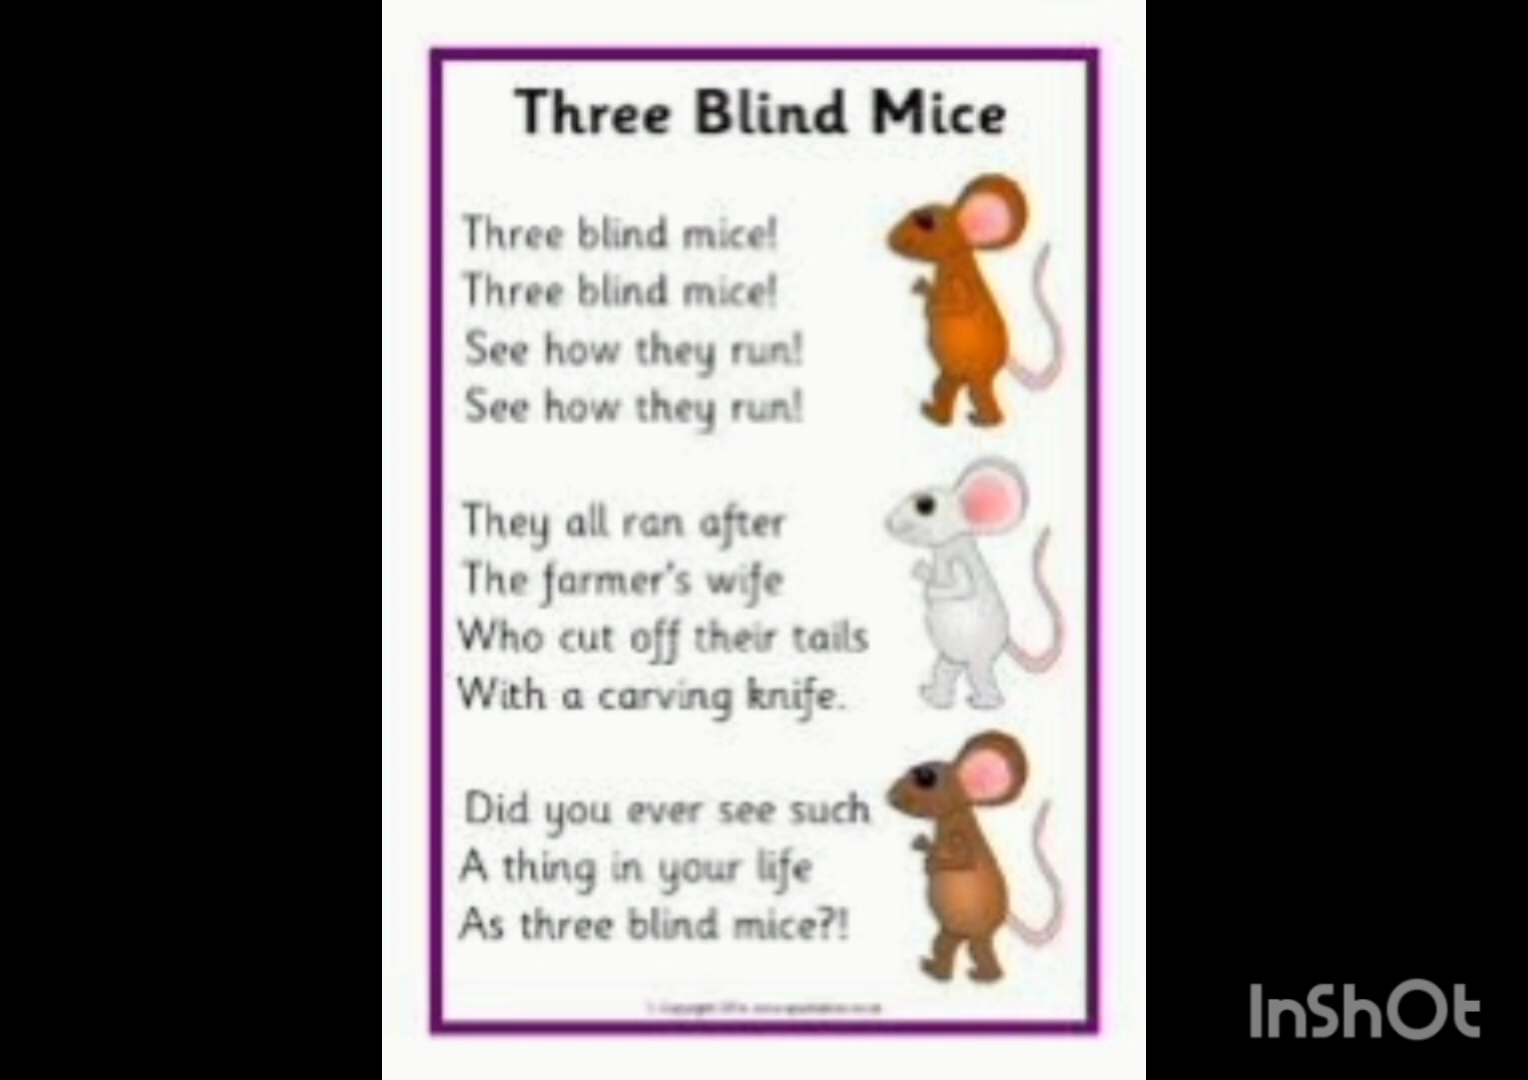 Three Blind Mice
Three blind mice!
Three blind mice!
See how they run!
See how they run!
They all ran after
The farmer's wife
Who cut off their tails
With a carving knife.
Did you ever see such
A thing in your life
As three blind mice?!
InShOt